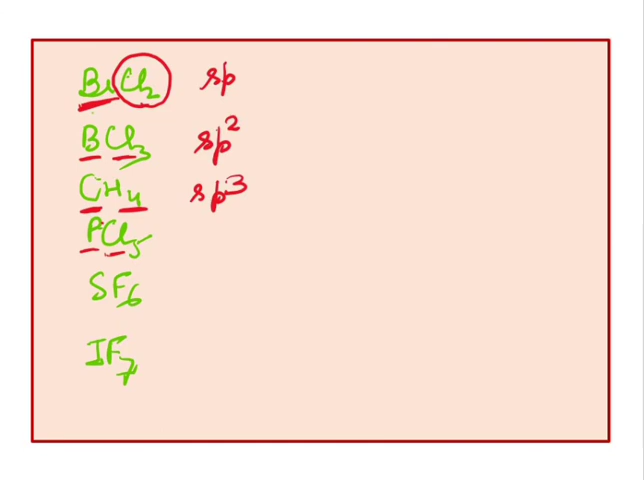 BeCl₂ sp
BCl₃ sp²
CH₄ sp³
PCl₅
SF₆
IF₇